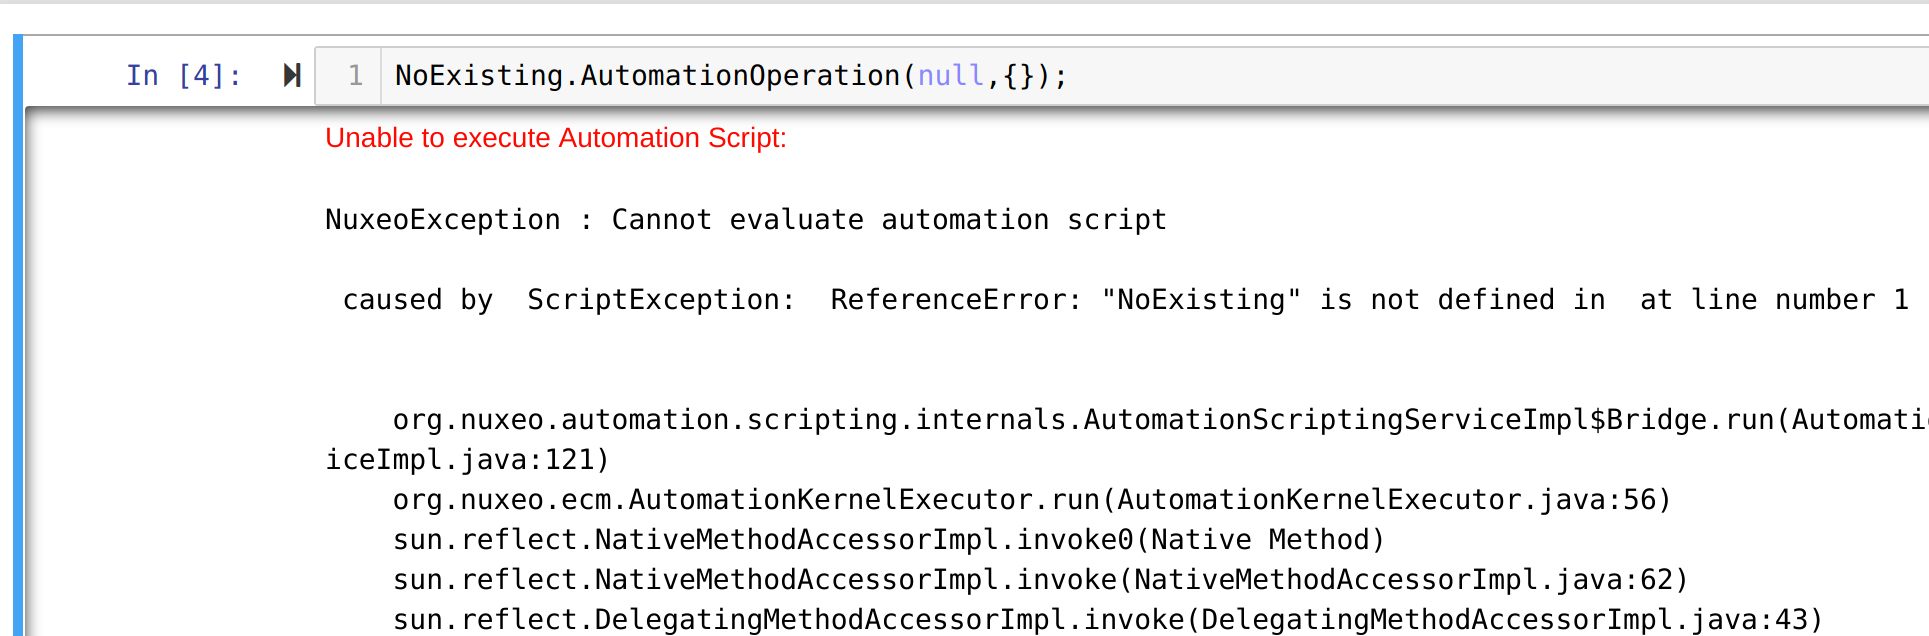 In [4]: 1 NoExisting.AutomationOperation(null,{});
Unable to execute Automation Script:
NuxeoException : Cannot evaluate automation script
caused by  ScriptException:  ReferenceError: "NoExisting" is not defined in  at line number 1
org.nuxeo.automation.scripting.internals.AutomationScriptingServiceImpl$Bridge.run(Automati
iceImpl.java:121)
org.nuxeo.ecm.AutomationKernelExecutor.run(AutomationKernelExecutor.java:56)
sun.reflect.NativeMethodAccessorImpl.invoke0(Native Method)
sun.reflect.NativeMethodAccessorImpl.invoke(NativeMethodAccessorImpl.java:62)
sun.reflect.DelegatingMethodAccessorImpl.invoke(DelegatingMethodAccessorImpl.java:43)